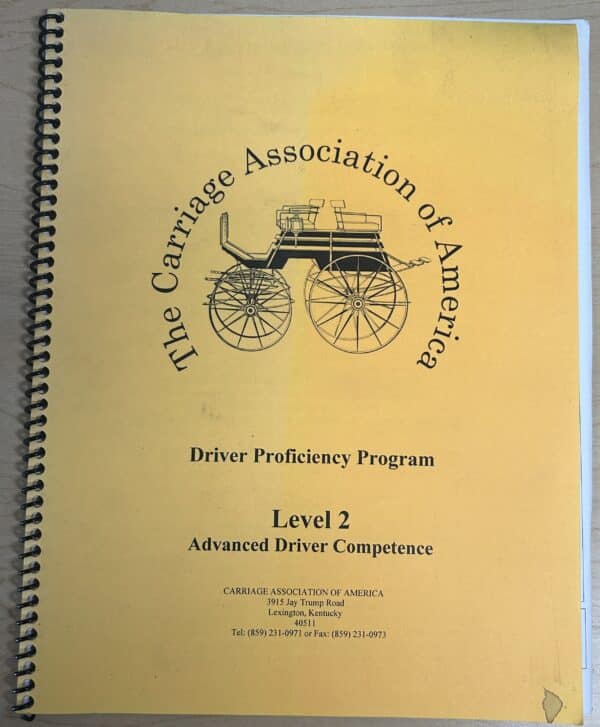 The Carriage Association of America
Driver Proficiency Program
Level 2
Advanced Driver Competence
CARRIAGE ASSOCIATION OF AMERICA
3915 Jay Trump Road
Lexington, Kentucky
40511
Tel: (859) 231-0971 or Fax: (859) 231-0973